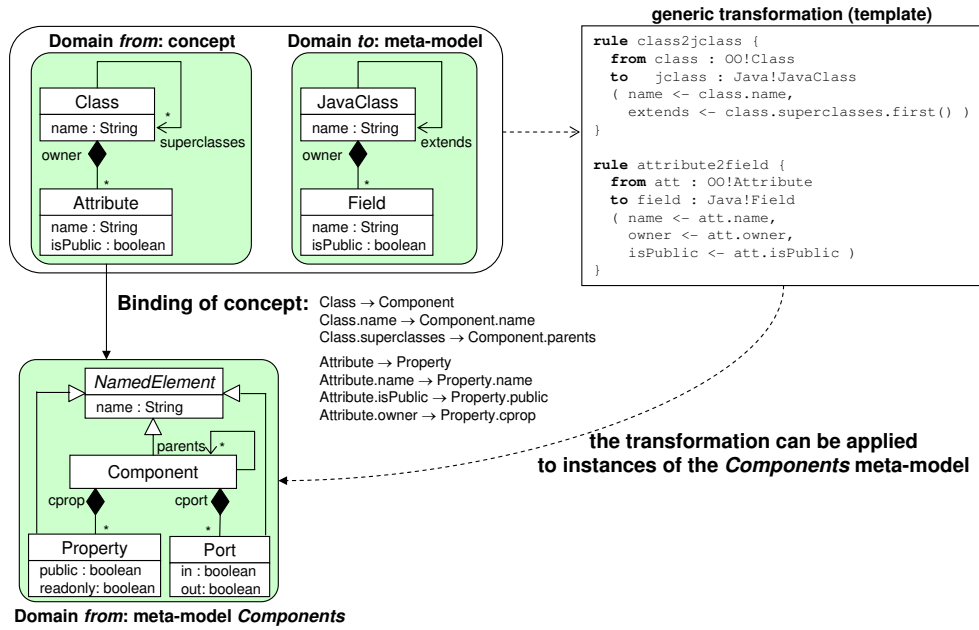 generic transformation (template)
Domain from: concept
Domain to: meta-model
Class
name : String
*
superclasses
owner
*
Attribute
name : String
isPublic : boolean
JavaClass
name : String
extends
owner
*
Field
name : String
isPublic : boolean
rule class2jclass {
from class : OO!Class
to jclass : Java!JavaClass
( name <- class.name,
extends <- class.superclasses.first() )
}
rule attribute2field {
from att : OO!Attribute
to field : Java!Field
( name <- att.name,
owner <- att.owner,
isPublic <- att.isPublic )
}
Binding of concept:
Class → Component
Class.name → Component.name
Class.superclasses → Component.parents
Attribute → Property
Attribute.name → Property.name
Attribute.isPublic → Property.public
Attribute.owner → Property.cprop
NamedElement
name : String
parents
*
Component
cprop
cport
*
*
Property
public : boolean
readonly: boolean
Port
in : boolean
out: boolean
Domain from: meta-model Components
the transformation can be applied
to instances of the Components meta-model